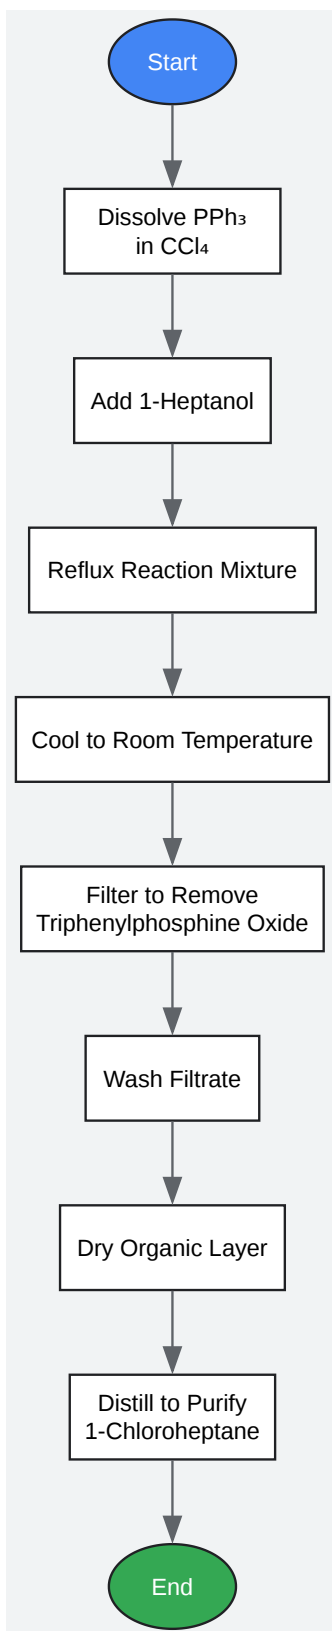 Start
Dissolve PPh₃
in CCl₄
Add 1-Heptanol
Reflux Reaction Mixture
Cool to Room Temperature
Filter to Remove
Triphenylphosphine Oxide
Wash Filtrate
Dry Organic Layer
Distill to Purify
1-Chloroheptane
End